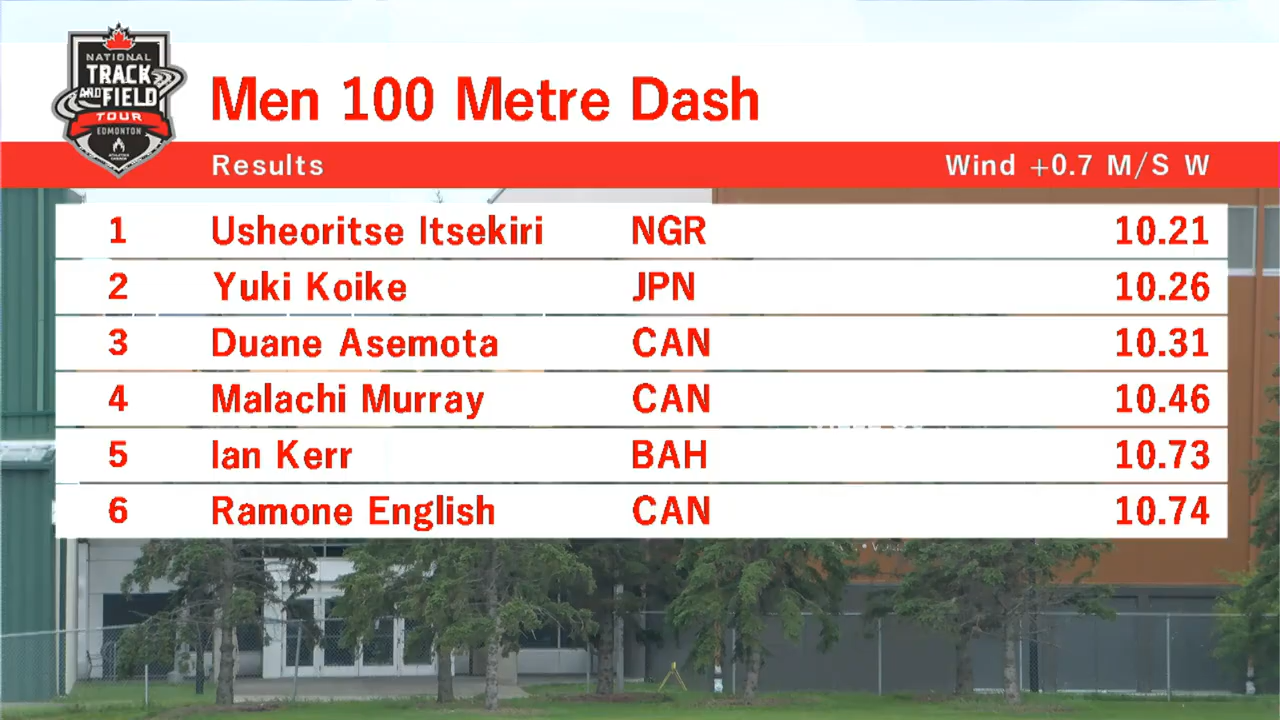 NATIONAL
TRACK
AND FIELD
TOUR
EDMONTON
Men 100 Metre Dash
Results Wind +0.7 M/S W
1 Usheoritse Itsekiri NGR 10.21
2 Yuki Koike JPN 10.26
3 Duane Asemota CAN 10.31
4 Malachi Murray CAN 10.46
5 Ian Kerr BAH 10.73
6 Ramone English CAN 10.74